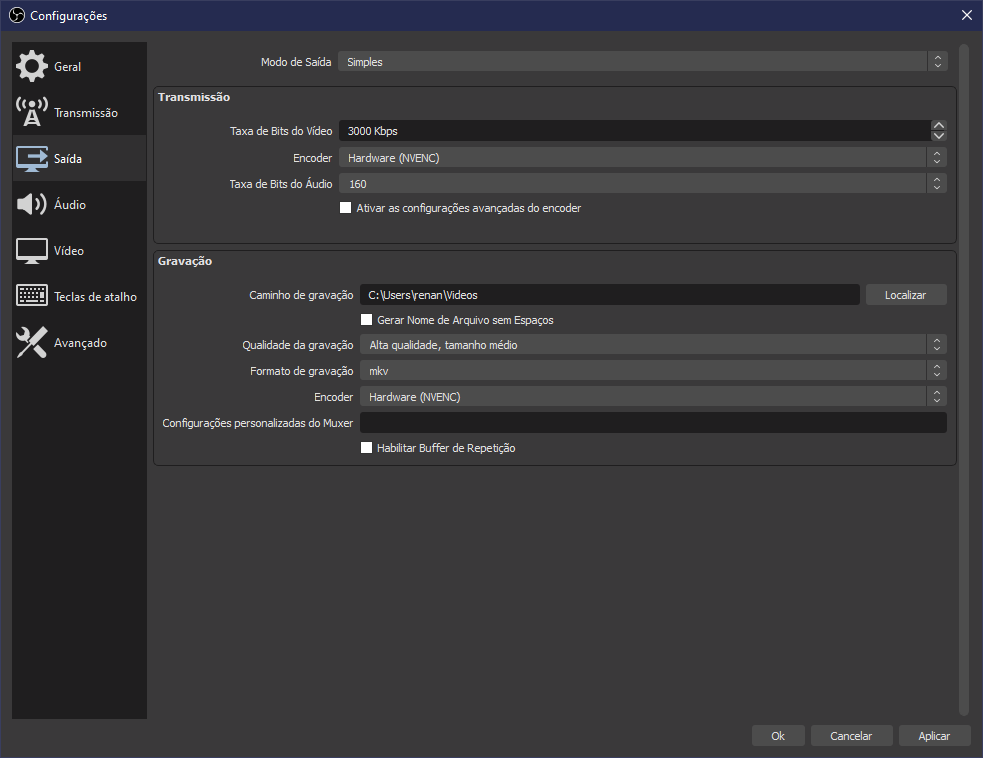 Configurações
Geral
Transmissão
Saída
Áudio
Vídeo
Teclas de atalho
Avançado
Modo de Saída Simples
Transmissão
Taxa de Bits do Vídeo 3000 Kbps
Encoder Hardware (NVENC)
Taxa de Bits do Áudio 160
Ativar as configurações avançadas do encoder
Gravação
Caminho de gravação C:\Users\renan\Videos Localizar
Gerar Nome de Arquivo sem Espaços
Qualidade da gravação Alta qualidade, tamanho médio
Formato de gravação mkv
Encoder Hardware (NVENC)
Configurações personalizadas do Muxer
Habilitar Buffer de Repetição
Ok Cancelar Aplicar